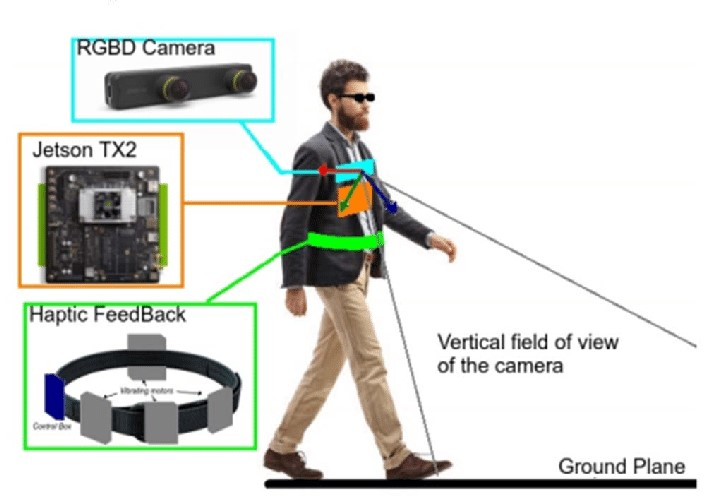 RGBD Camera
Jetson TX2
Haptic FeedBack
Vibrating motors
Control Box
Vertical field of view
of the camera
Ground Plane